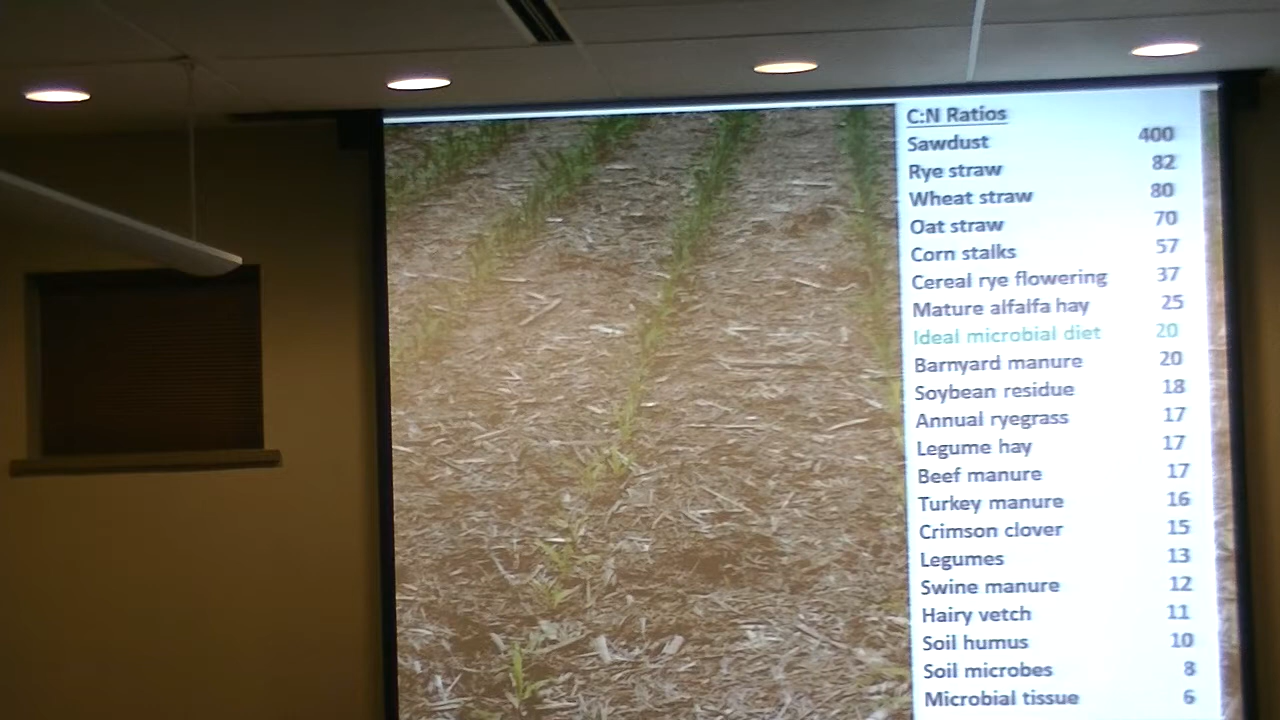 C:N Ratios
Sawdust 400
Rye straw 82
Wheat straw 80
Oat straw 70
Corn stalks 57
Cereal rye flowering 37
Mature alfalfa hay 25
Ideal microbial diet 20
Barnyard manure 20
Soybean residue 18
Annual ryegrass 17
Legume hay 17
Beef manure 17
Turkey manure 16
Crimson clover 15
Legumes 13
Swine manure 12
Hairy vetch 11
Soil humus 10
Soil microbes 8
Microbial tissue 6